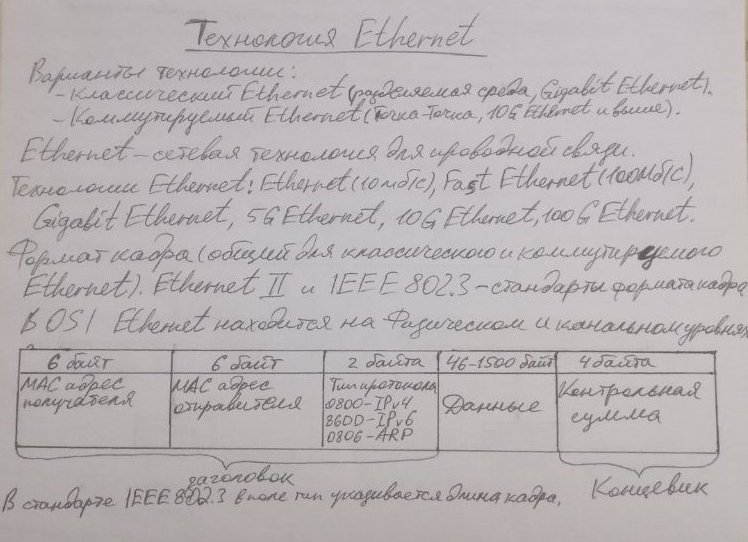 Технология Ethernet
Варианты технологии:
- Классический Ethernet (разделяемая среда, Gigabit Ethernet).
- Коммутируемый Ethernet (Точка-Точка, 10G Ethernet и выше).
Ethernet – сетевая технология для проводной связи.
Технологии Ethernet: Ethernet (10мб/с), Fast Ethernet (100Мб/с),
Gigabit Ethernet, 5G Ethernet, 10G Ethernet, 100G Ethernet.
Формат кадра (общий для классического и коммутируемого
Ethernet). Ethernet II и IEEE 802.3 – стандарты формата кадра
В OSI Ethernet находится на Физическом и канальном уровнях
6 байт 6 байт 2 байта 46-1500 байт 4 байта
MAC адрес MAC адрес Тип протокола Данные Контрольная
получателя отправителя 0800-IPv4 сумма
86DD-IPv6
0806-ARP
заголовок Концевик
В стандарте IEEE 802.3 в поле тип указывается длина кадра.